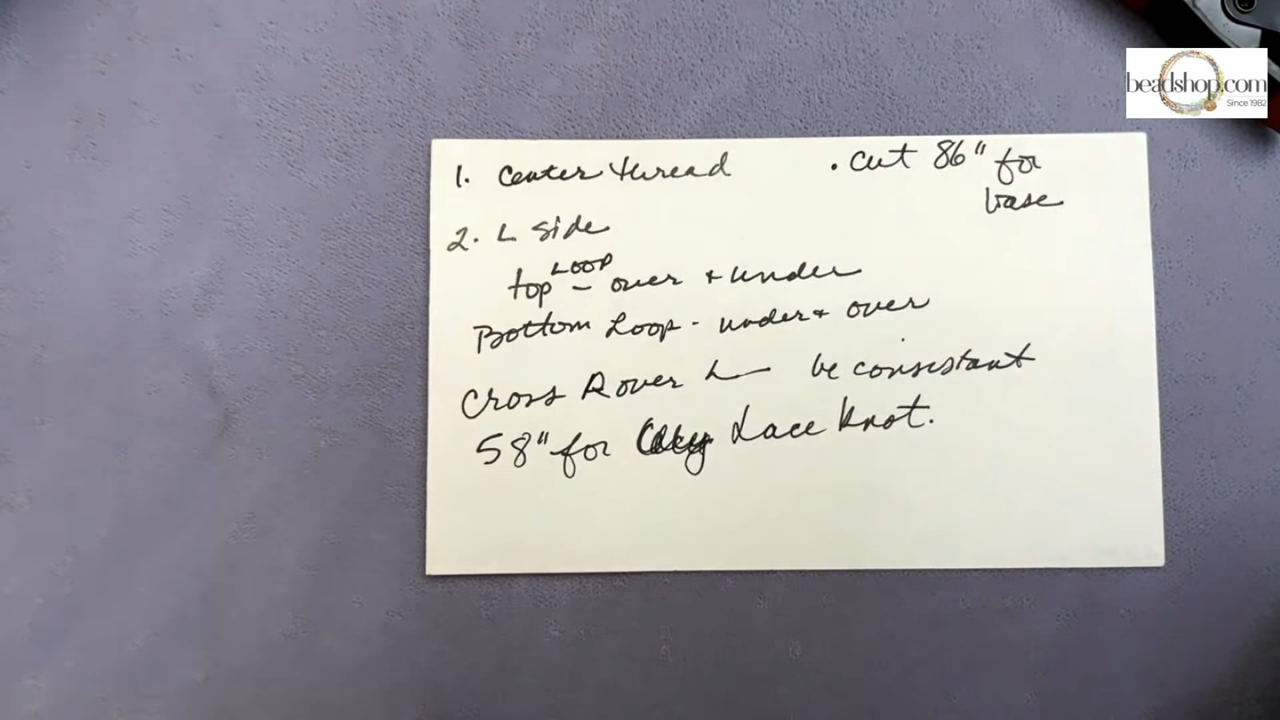 beadshop.com
Since 1982
1. Center thread
. cut 86" for
base
2. L side
top LOOP - over + under
Bottom Loop - under + over
Cross R over L - be consistant
58" for Lace Knot.